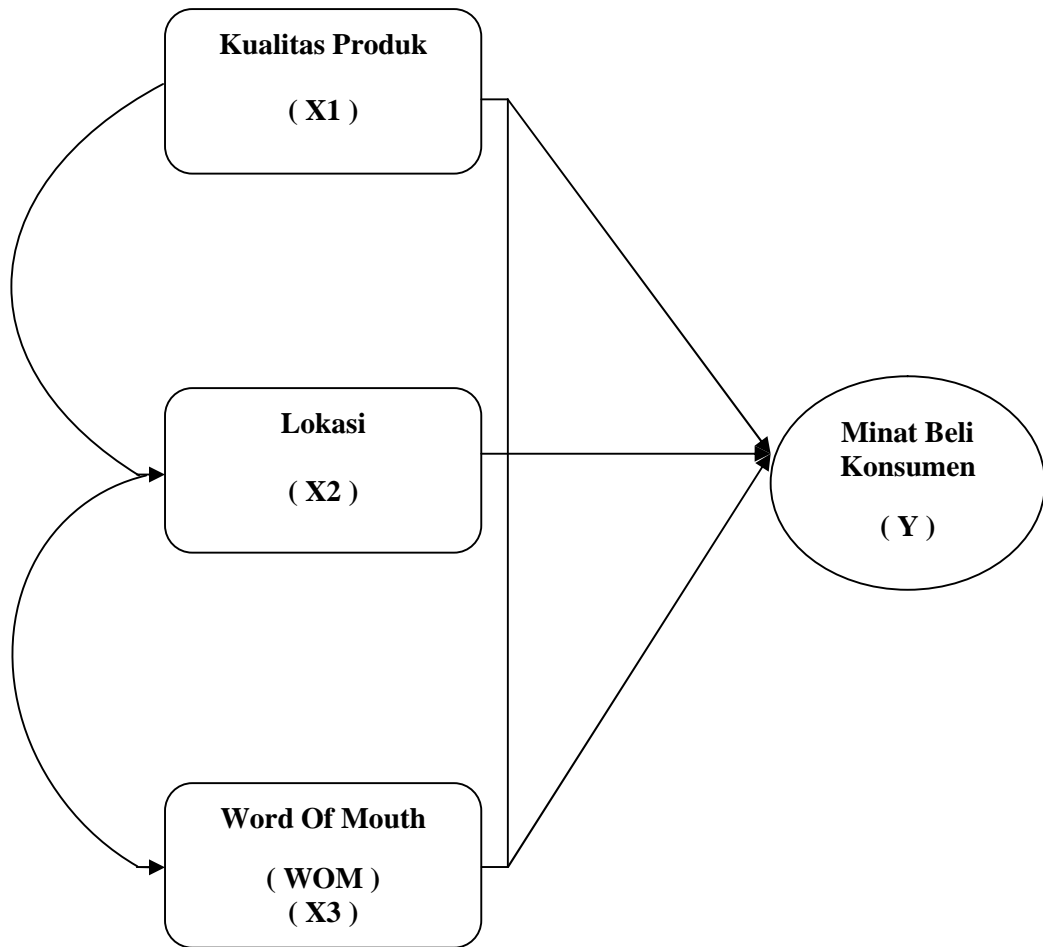 Kualitas Produk
( X1 )
Lokasi
( X2 )
Minat Beli
Konsumen
( Y )
Word Of Mouth
( WOM )
( X3 )